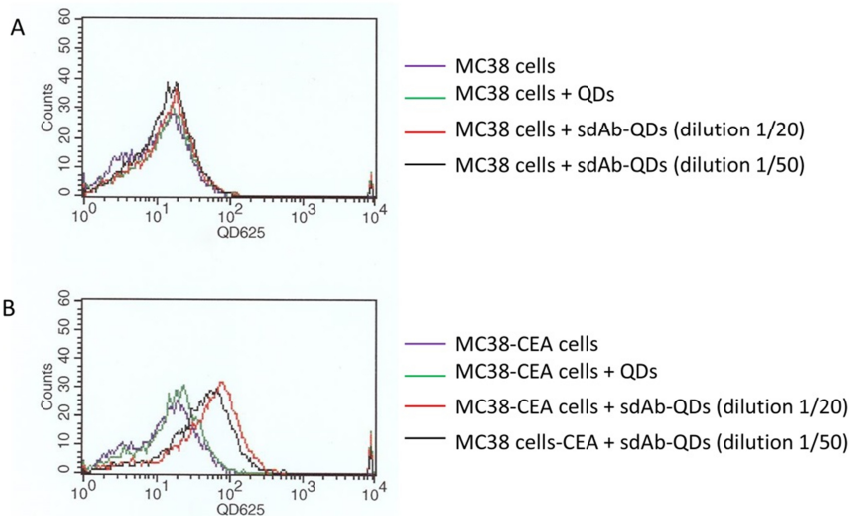 A
60
50
40
30
20
10
0
Counts
10^0 10^1 10^2 10^3 10^4
QD625
MC38 cells
MC38 cells + QDs
MC38 cells + sdAb-QDs (dilution 1/20)
MC38 cells + sdAb-QDs (dilution 1/50)
B
60
50
40
30
20
10
0
Counts
10^0 10^1 10^2 10^3 10^4
QD625
MC38-CEA cells
MC38-CEA cells + QDs
MC38-CEA cells + sdAb-QDs (dilution 1/20)
MC38 cells-CEA + sdAb-QDs (dilution 1/50)